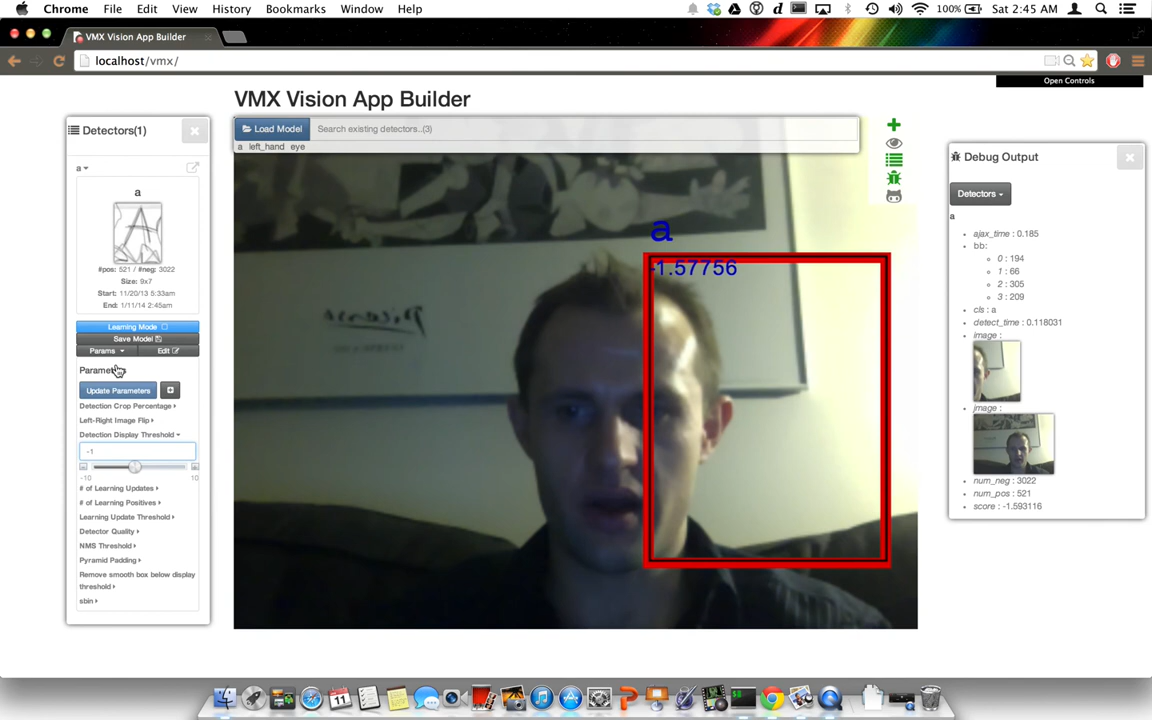 Chrome File Edit View History Bookmarks Window Help 100% Sat 2:45 AM
VMX Vision App Builder
localhost/vmx/
Open Controls
VMX Vision App Builder
Detectors(1)
a
a
#pos: 521 / #neg: 3022
Size: 9x7
Start: 11/20/13 5:33am
End: 1/11/14 2:45am
Learning Mode
Save Model
Params Edit
Parameters
Update Parameters
Detection Crop Percentage
Left-Right Image Flip
Detection Display Threshold
-1
-10 10
# of Learning Updates
# of Learning Positives
Learning Update Threshold
Detector Quality
NMS Threshold
Pyramid Padding
Remove smooth box below display
threshold
sbin
Load Model Search existing detectors..(3)
a left_hand eye
a
-1.57756
Debug Output
Detectors
a
ajax_time : 0.185
bb:
0 : 194
1 : 66
2 : 305
3 : 209
cls : a
detect_time : 0.118031
image :
jmage :
num_neg : 3022
num_pos : 521
score : -1.593116